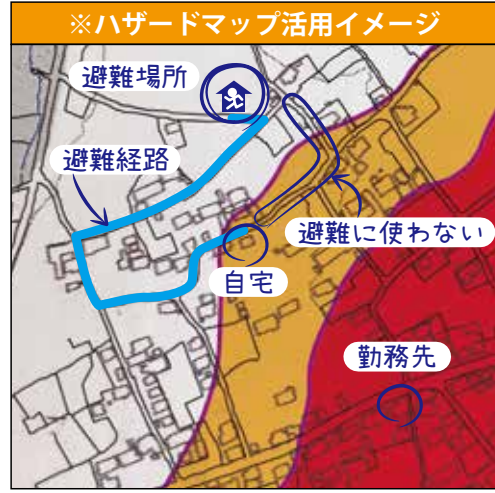 ※ハザードマップ活用イメージ
避難場所
避難経路
避難に使わない
自宅
勤務先